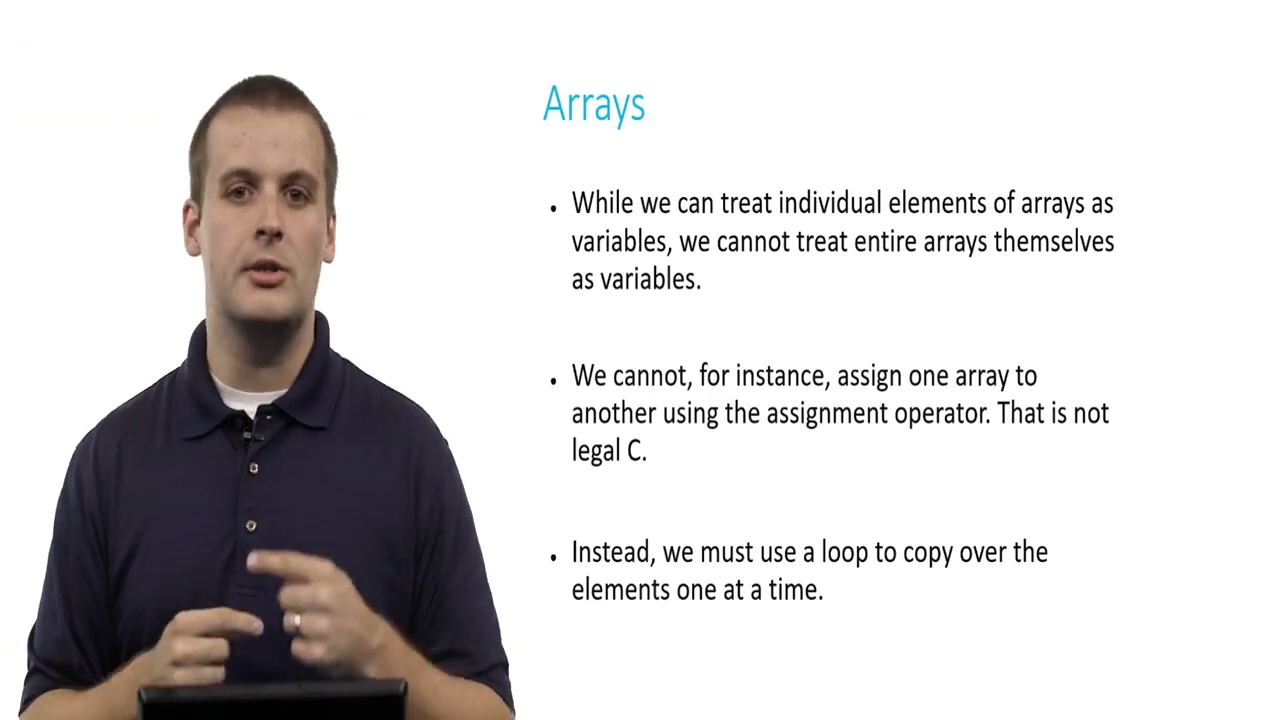 Arrays
• While we can treat individual elements of arrays as
variables, we cannot treat entire arrays themselves
as variables.
• We cannot, for instance, assign one array to
another using the assignment operator. That is not
legal C.
• Instead, we must use a loop to copy over the
elements one at a time.